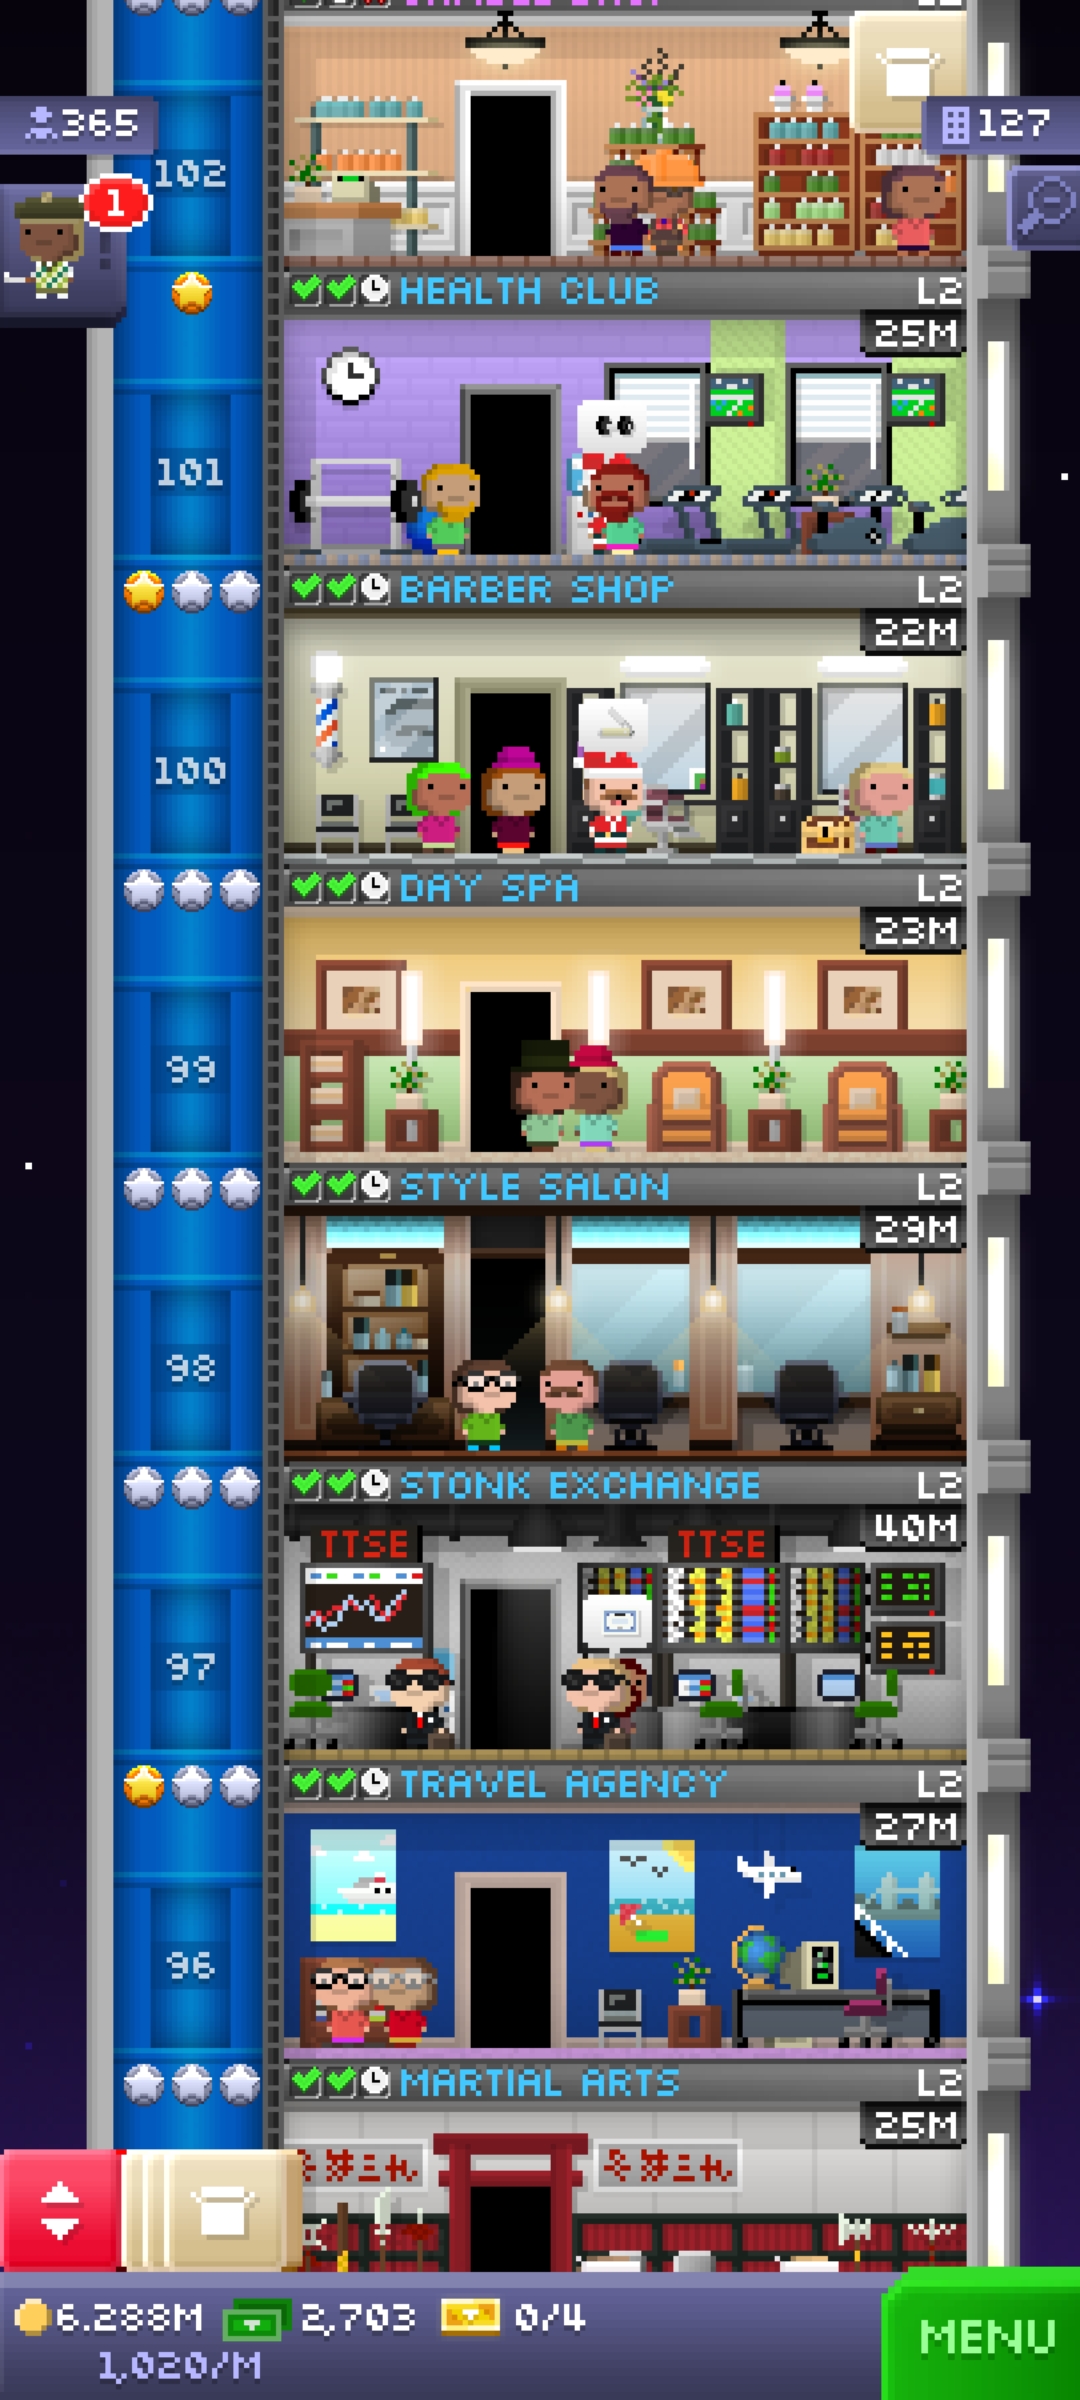 L2
365
127
102
1
HEALTH CLUB L2
25M
101
BARBER SHOP L2
22M
100
DAY SPA L2
23M
99
STYLE SALON L2
29M
98
STONK EXCHANGE L2
40M
TTSE TTSE
97
TRAVEL AGENCY L2
27M
96
MARTIAL ARTS L2
25M
6.288M 2,703 0/4
1,020/M
MENU